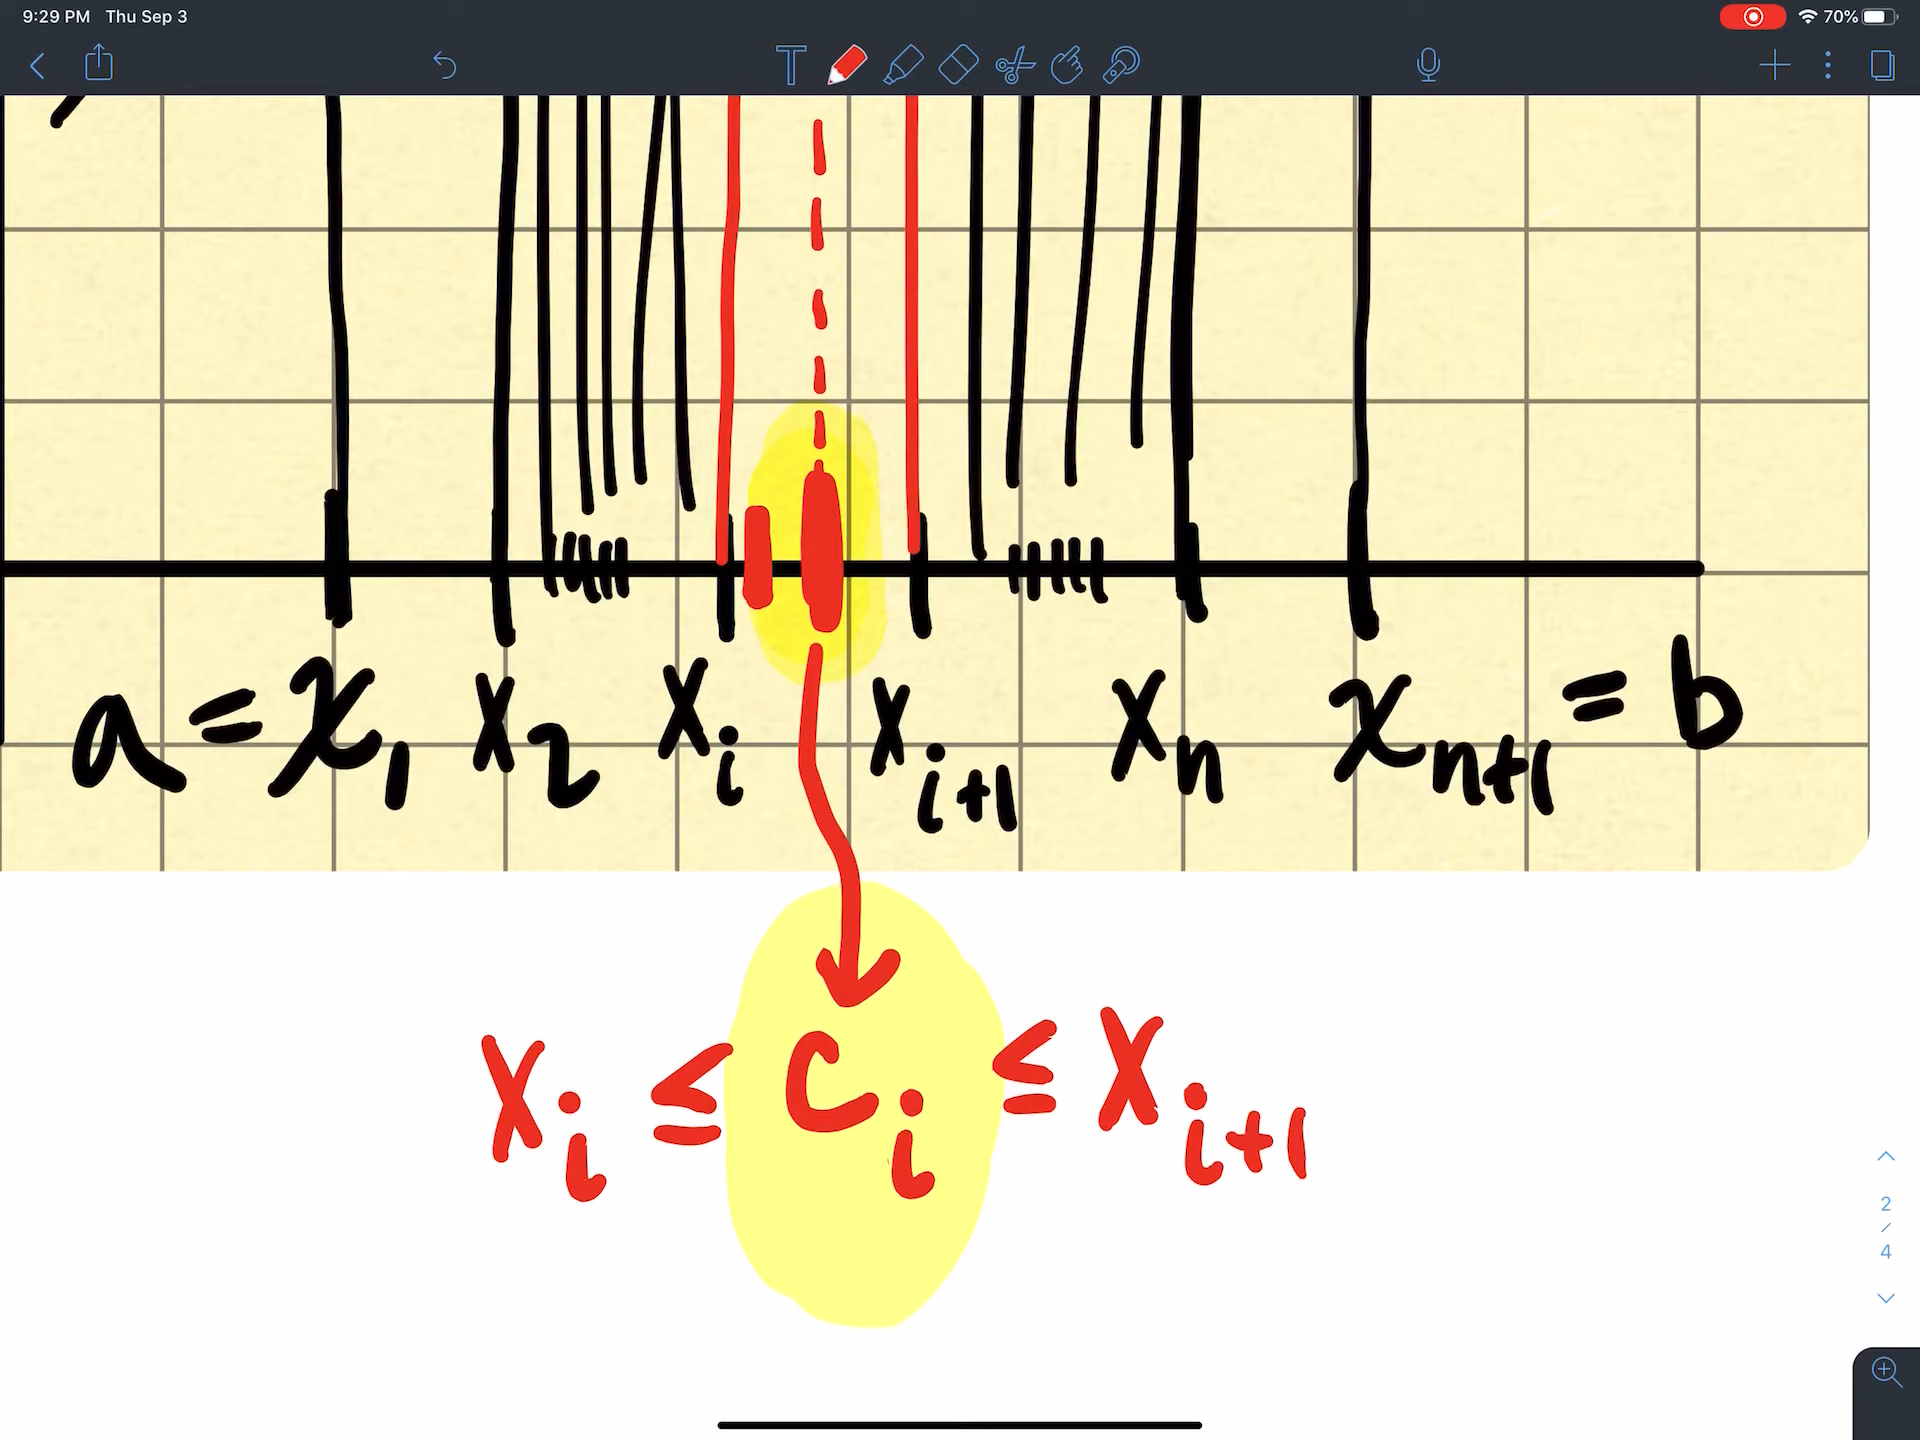 9:29 PM Thu Sep 3 70%
T
a = x₁ x₂ xᵢ xᵢ₊₁ xₙ xₙ₊₁ = b
xᵢ ≤ cᵢ ≤ xᵢ₊₁
2
/
4